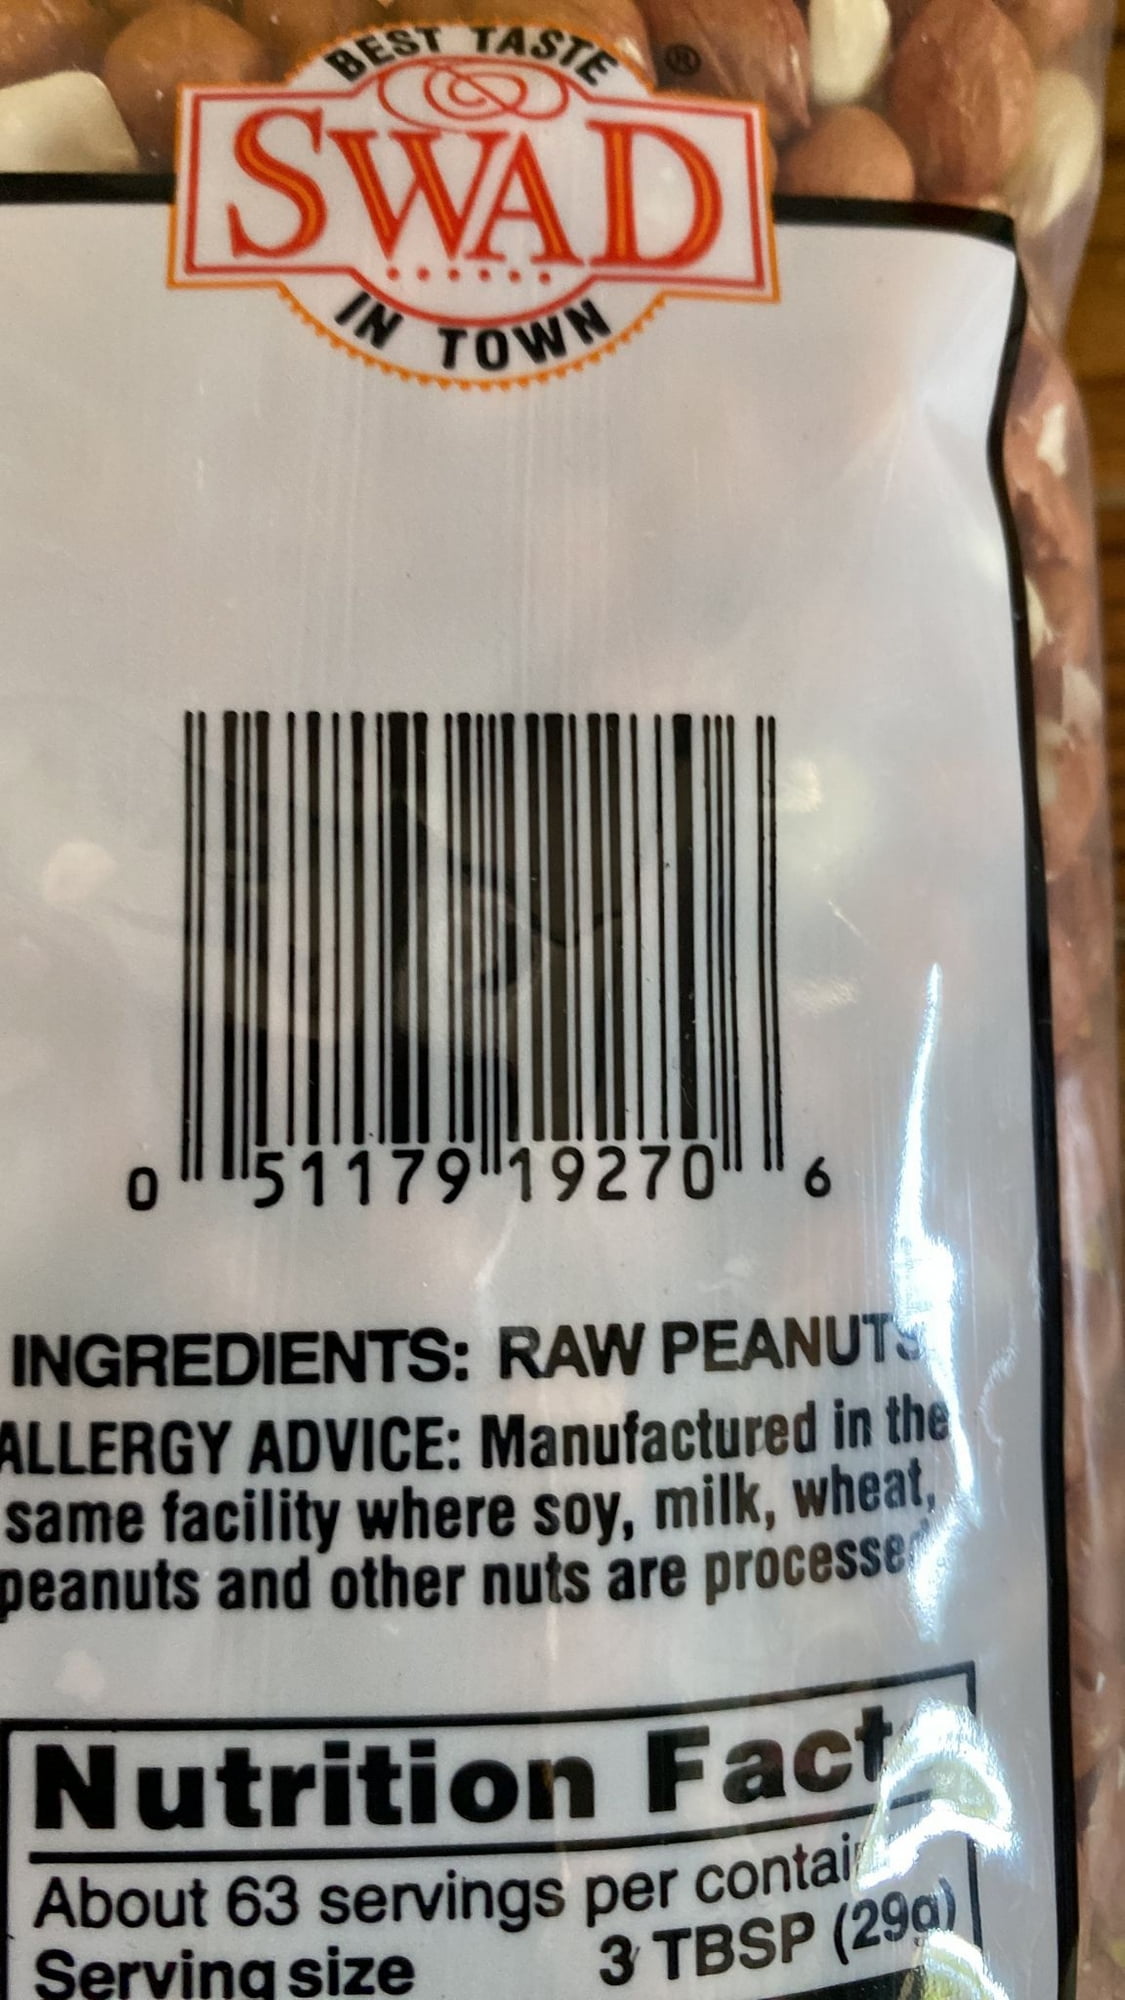 BEST TASTE ®
SWAD
IN TOWN
0 51179 19270 6
INGREDIENTS: RAW PEANUTS
ALLERGY ADVICE: Manufactured in the
same facility where soy, milk, wheat,
peanuts and other nuts are processed
Nutrition Facts
About 63 servings per container
Serving size 3 TBSP (29g)